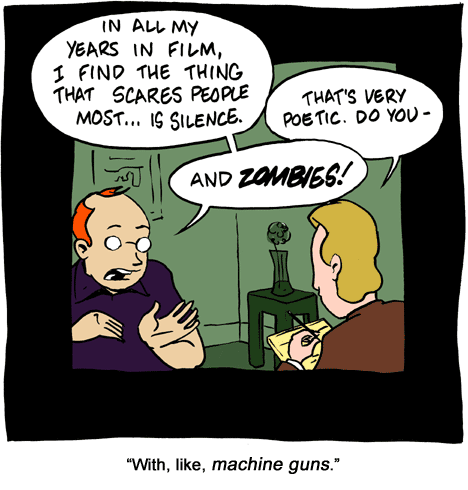 IN ALL MY
YEARS IN FILM,
I FIND THE THING
THAT SCARES PEOPLE
MOST... IS SILENCE.
THAT'S VERY
POETIC. DO YOU-
AND ZOMBIES!
“With, like, machine guns.”